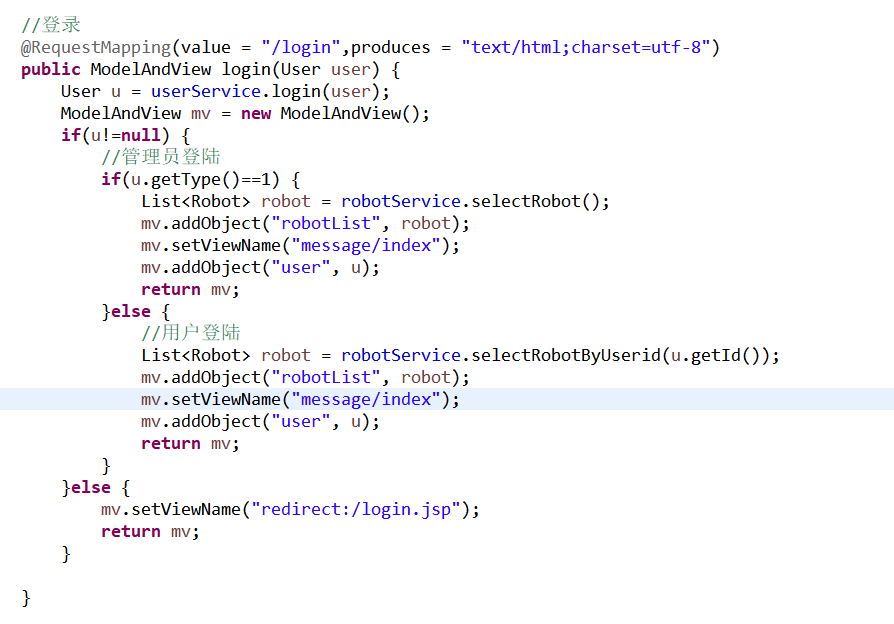 //登录
@RequestMapping(value = "/login",produces = "text/html;charset=utf-8")
public ModelAndView login(User user) {
    User u = userService.login(user);
    ModelAndView mv = new ModelAndView();
    if(u!=null) {
        //管理员登陆
        if(u.getType()==1) {
            List<Robot> robot = robotService.selectRobot();
            mv.addObject("robotList", robot);
            mv.setViewName("message/index");
            mv.addObject("user", u);
            return mv;
        }else {
            //用户登陆
            List<Robot> robot = robotService.selectRobotByUserid(u.getId());
            mv.addObject("robotList", robot);
            mv.setViewName("message/index");
            mv.addObject("user", u);
            return mv;
        }
    }else {
        mv.setViewName("redirect:/login.jsp");
        return mv;
    }
}